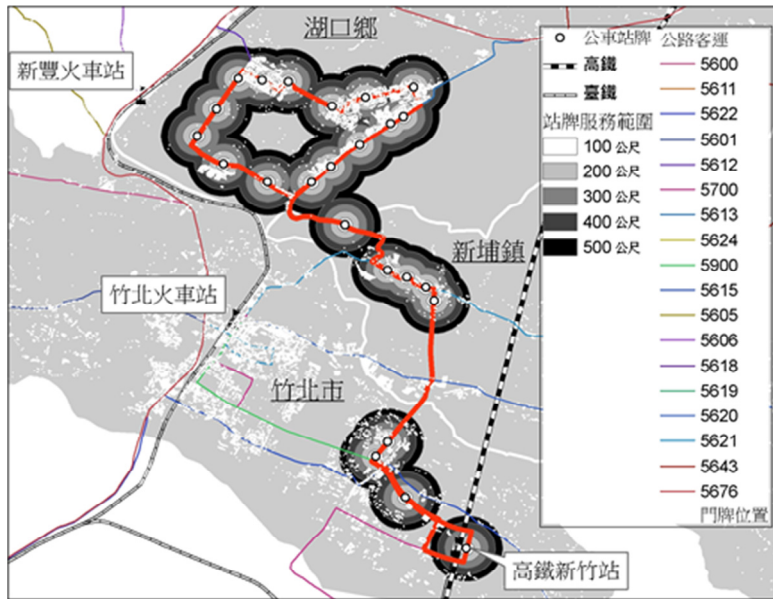 湖口鄉
新豐火車站
新埔鎮
竹北火車站
竹北市
高鐵新竹站
公車站牌
高鐵
臺鐵
站牌服務範圍
100 公尺
200 公尺
300 公尺
400 公尺
500 公尺
公路客運
5600
5611
5622
5601
5612
5700
5613
5624
5900
5615
5605
5606
5618
5619
5620
5621
5643
5676
門牌位置